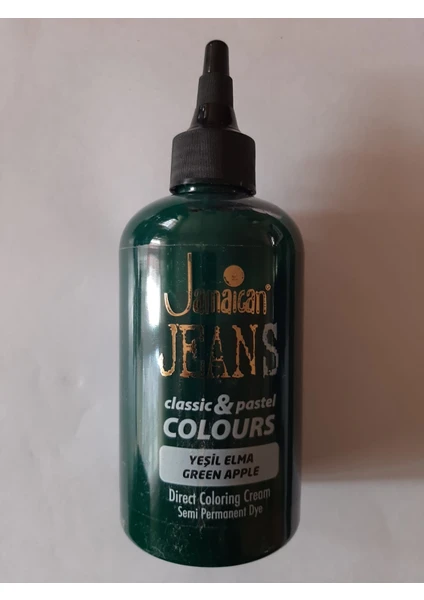 Jamaican®
JEANS
classic & pastel
COLOURS
YEŞİL ELMA
GREEN APPLE
Direct Coloring Cream
Semi Permanent Dye